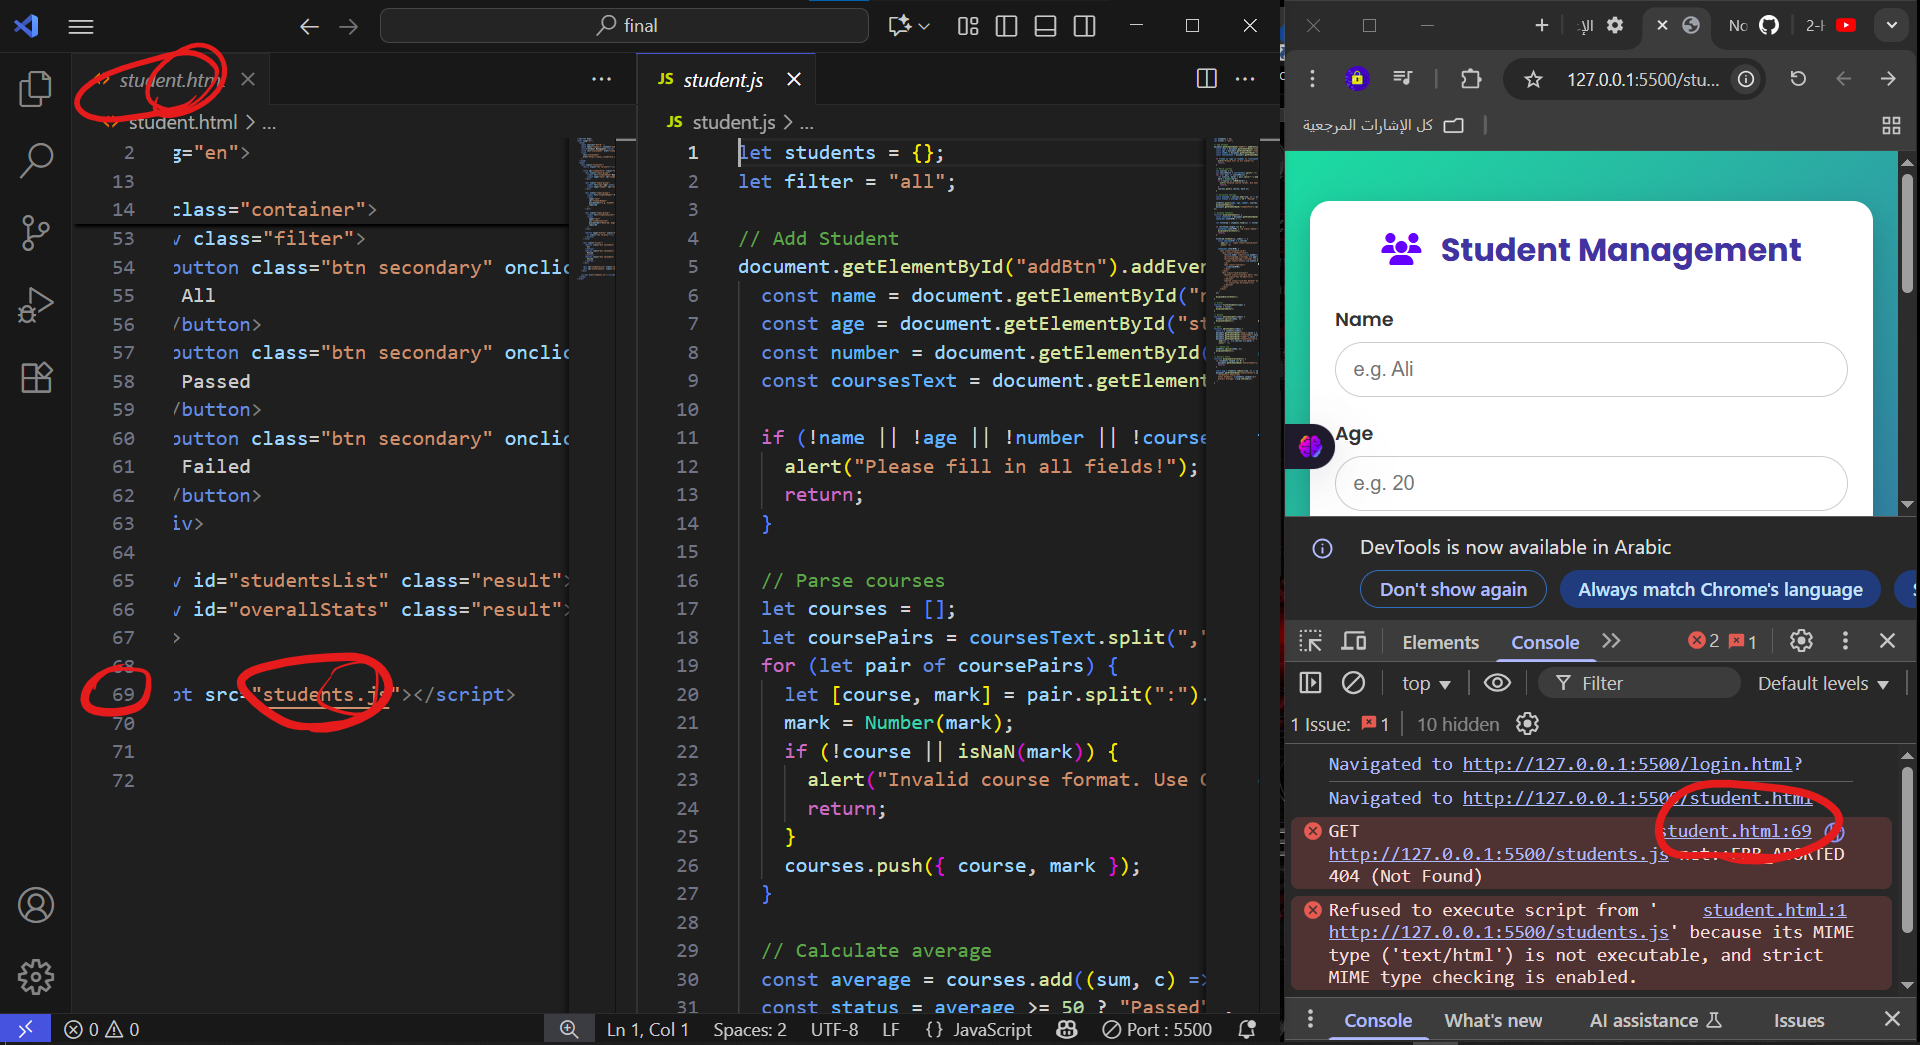 final
student.htm
student.html > ...
2 g="en">
13
14 class="container">
53 v class="filter">
54 button class="btn secondary" onclic
55 All
56 /button>
57 button class="btn secondary" onclic
58 Passed
59 /button>
60 button class="btn secondary" onclic
61 Failed
62 /button>
63 iv>
64
65 v id="studentsList" class="result">
66 v id="overallStats" class="result">
67 >
68
69 pt src="students.js"></script>
70
71
72
JS student.js
JS student.js > ...
1 let students = {};
2 let filter = "all";
3
4 // Add Student
5 document.getElementById("addBtn").addEver
6 const name = document.getElementById("n
7 const age = document.getElementById("st
8 const number = document.getElementById(
9 const coursesText = document.getElement
10
11 if (!name || !age || !number || !course
12 alert("Please fill in all fields!");
13 return;
14 }
15
16 // Parse courses
17 let courses = [];
18 let coursePairs = coursesText.split(","
19 for (let pair of coursePairs) {
20 let [course, mark] = pair.split(":").
21 mark = Number(mark);
22 if (!course || isNaN(mark)) {
23 alert("Invalid course format. Use C
24 return;
25 }
26 courses.push({ course, mark });
27 }
28
29 // Calculate average
30 const average = courses.add((sum, c) =>
31 const status = average >= 50 ? "Passed"
0 0
Ln 1, Col 1 Spaces: 2 UTF-8 LF {} JavaScript Port : 5500
الإ No 2-
127.0.0.1:5500/stu...
كل الإشارات المرجعية
Student Management
Name
e.g. Ali
Age
e.g. 20
DevTools is now available in Arabic
Don't show again Always match Chrome's language S
Elements Console 2 1
top Filter Default levels
1 Issue: 1 10 hidden
Navigated to http://127.0.0.1:5500/login.html?
Navigated to http://127.0.0.1:5500/student.html
GET student.html:69
http://127.0.0.1:5500/students.js net::ERR_ABORTED
404 (Not Found)
Refused to execute script from ' student.html:1
http://127.0.0.1:5500/students.js' because its MIME
type ('text/html') is not executable, and strict
MIME type checking is enabled.
Console What's new AI assistance Issues